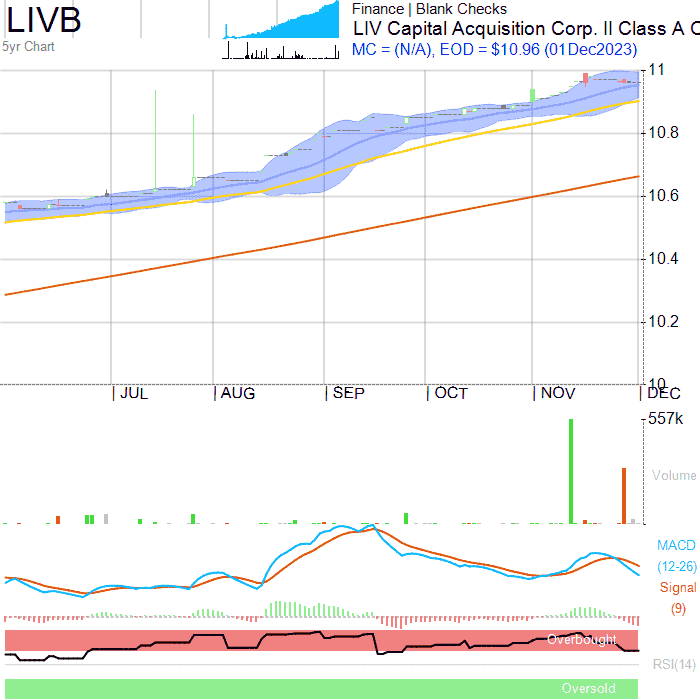 LIVB
5yr Chart
Finance | Blank Checks
LIV Capital Acquisition Corp. II Class A O
MC = (N/A), EOD = $10.96 (01Dec2023)
11
10.8
10.6
10.4
10.2
10
JUL
AUG
SEP
OCT
NOV
DEC
557k
Volume
MACD
(12-26)
Signal
(9)
Overbought
RSI(14)
Oversold